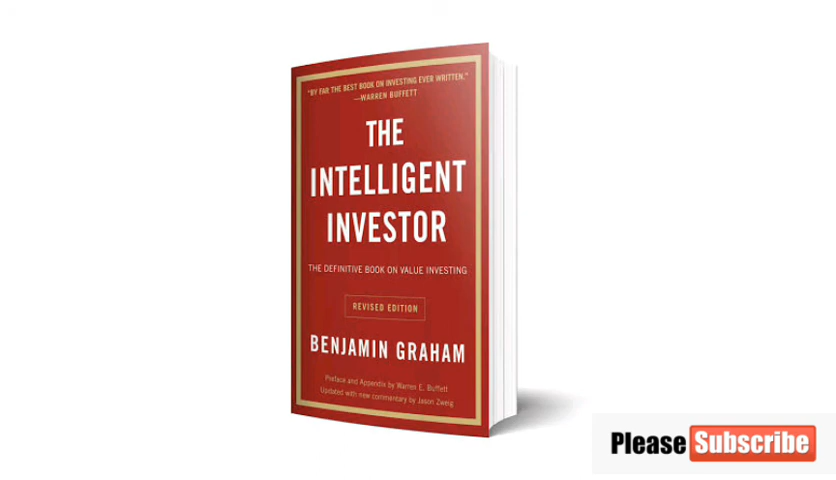 "BY FAR THE BEST BOOK ON INVESTING EVER WRITTEN."
—WARREN BUFFETT
THE
INTELLIGENT
INVESTOR
THE DEFINITIVE BOOK ON VALUE INVESTING
REVISED EDITION
BENJAMIN GRAHAM
Preface and Appendix by Warren E. Buffett
Updated with new commentary by Jason Zweig
Please Subscribe